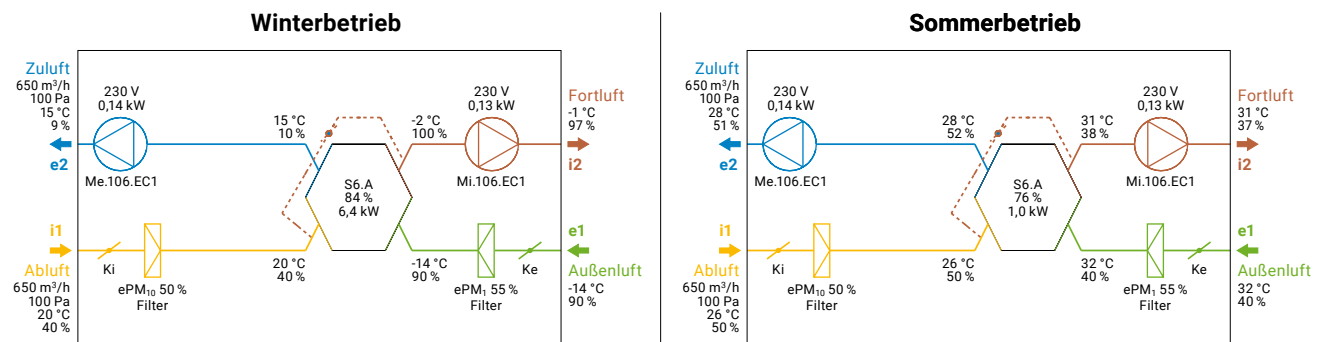 Winterbetrieb
Zuluft
650 m³/h
100 Pa
15 °C
9 %
e2
230 V
0,14 kW
Me.106.EC1
15 °C
10 %
-2 °C
100 %
230 V
0,13 kW
Mi.106.EC1
Fortluft
-1 °C
97 %
i2
S6.A
84 %
6,4 kW
i1
Abluft
650 m³/h
100 Pa
20 °C
40 %
Ki
ePM₁₀ 50 %
Filter
20 °C
40 %
-14 °C
90 %
ePM₁ 55 %
Filter
Ke
e1
Außenluft
-14 °C
90 %
Sommerbetrieb
Zuluft
650 m³/h
100 Pa
28 °C
51 %
e2
230 V
0,14 kW
Me.106.EC1
28 °C
52 %
31 °C
38 %
230 V
0,13 kW
Mi.106.EC1
Fortluft
31 °C
37 %
i2
S6.A
76 %
1,0 kW
i1
Abluft
650 m³/h
100 Pa
26 °C
50 %
Ki
ePM₁₀ 50 %
Filter
26 °C
50 %
32 °C
40 %
ePM₁ 55 %
Filter
Ke
e1
Außenluft
32 °C
40 %